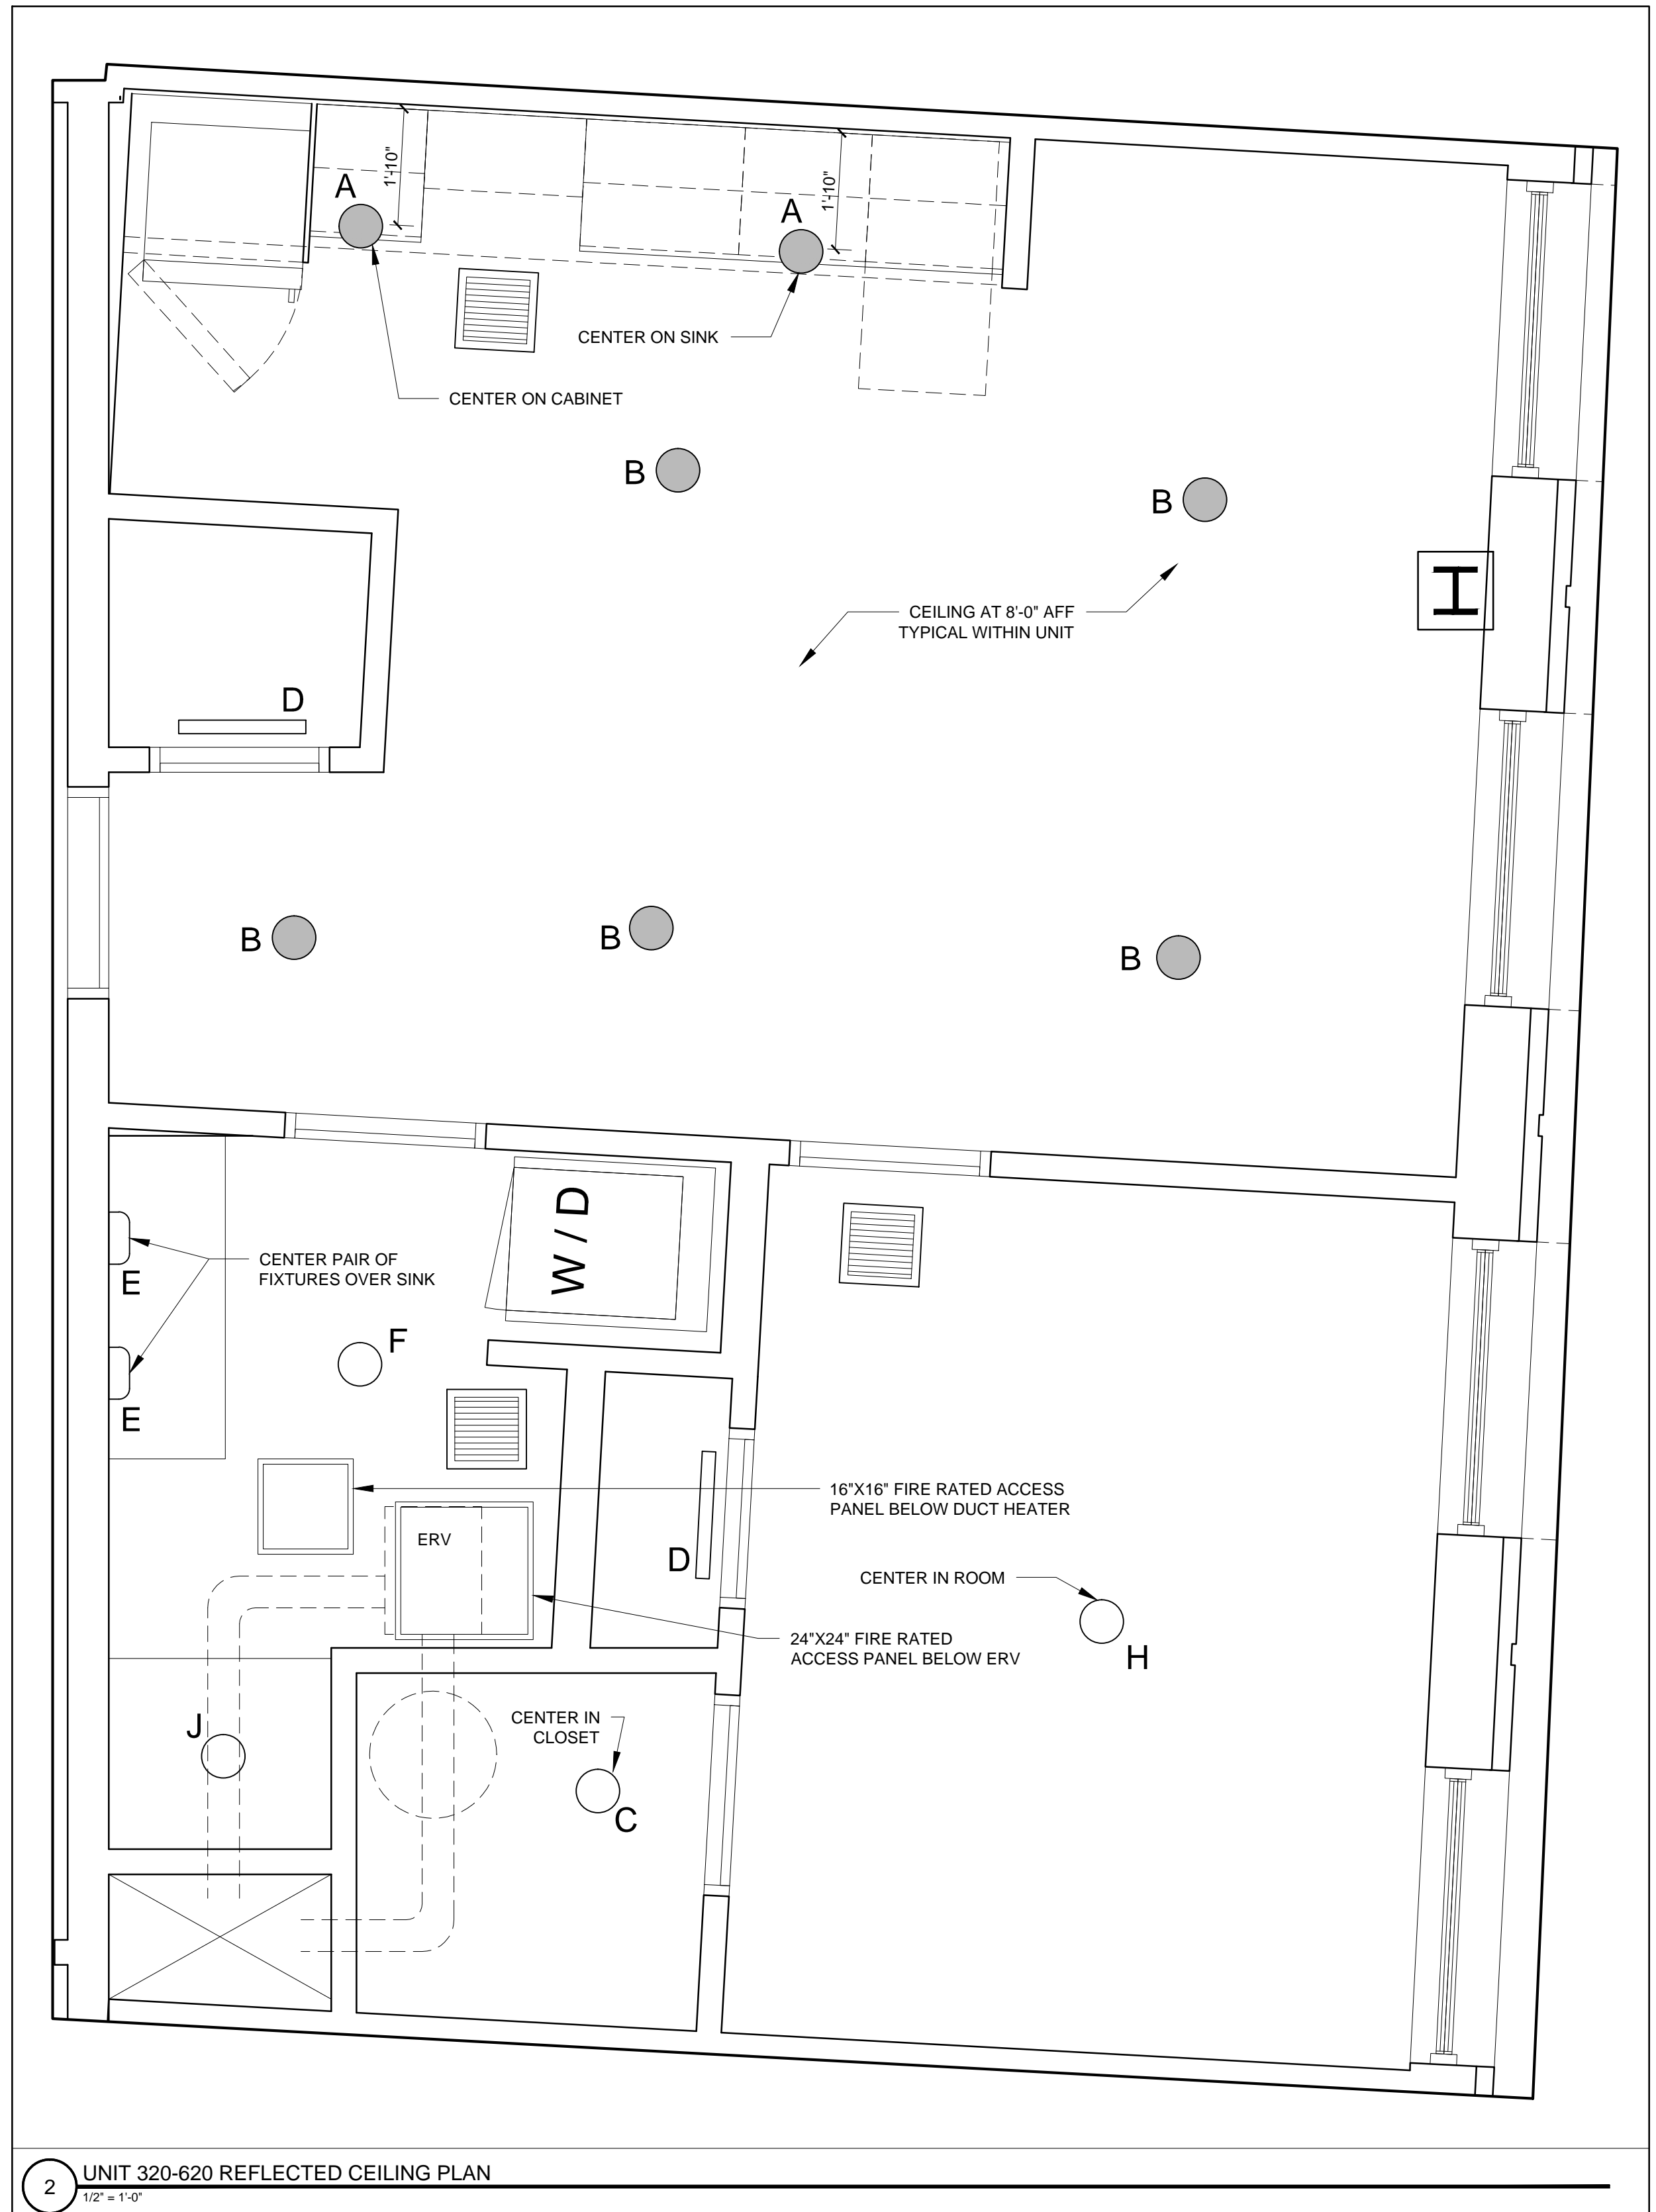 1'-10"
A
1'-10"
A
CENTER ON SINK
CENTER ON CABINET
B
B
CEILING AT 8'-0" AFF
TYPICAL WITHIN UNIT
D
B
B
B
W / D
CENTER PAIR OF
FIXTURES OVER SINK
E
F
E
16"X16" FIRE RATED ACCESS
PANEL BELOW DUCT HEATER
ERV
D
CENTER IN ROOM
24"X24" FIRE RATED
ACCESS PANEL BELOW ERV
H
CENTER IN
CLOSET
J
C
2
UNIT 320-620 REFLECTED CEILING PLAN
1/2" = 1'-0"